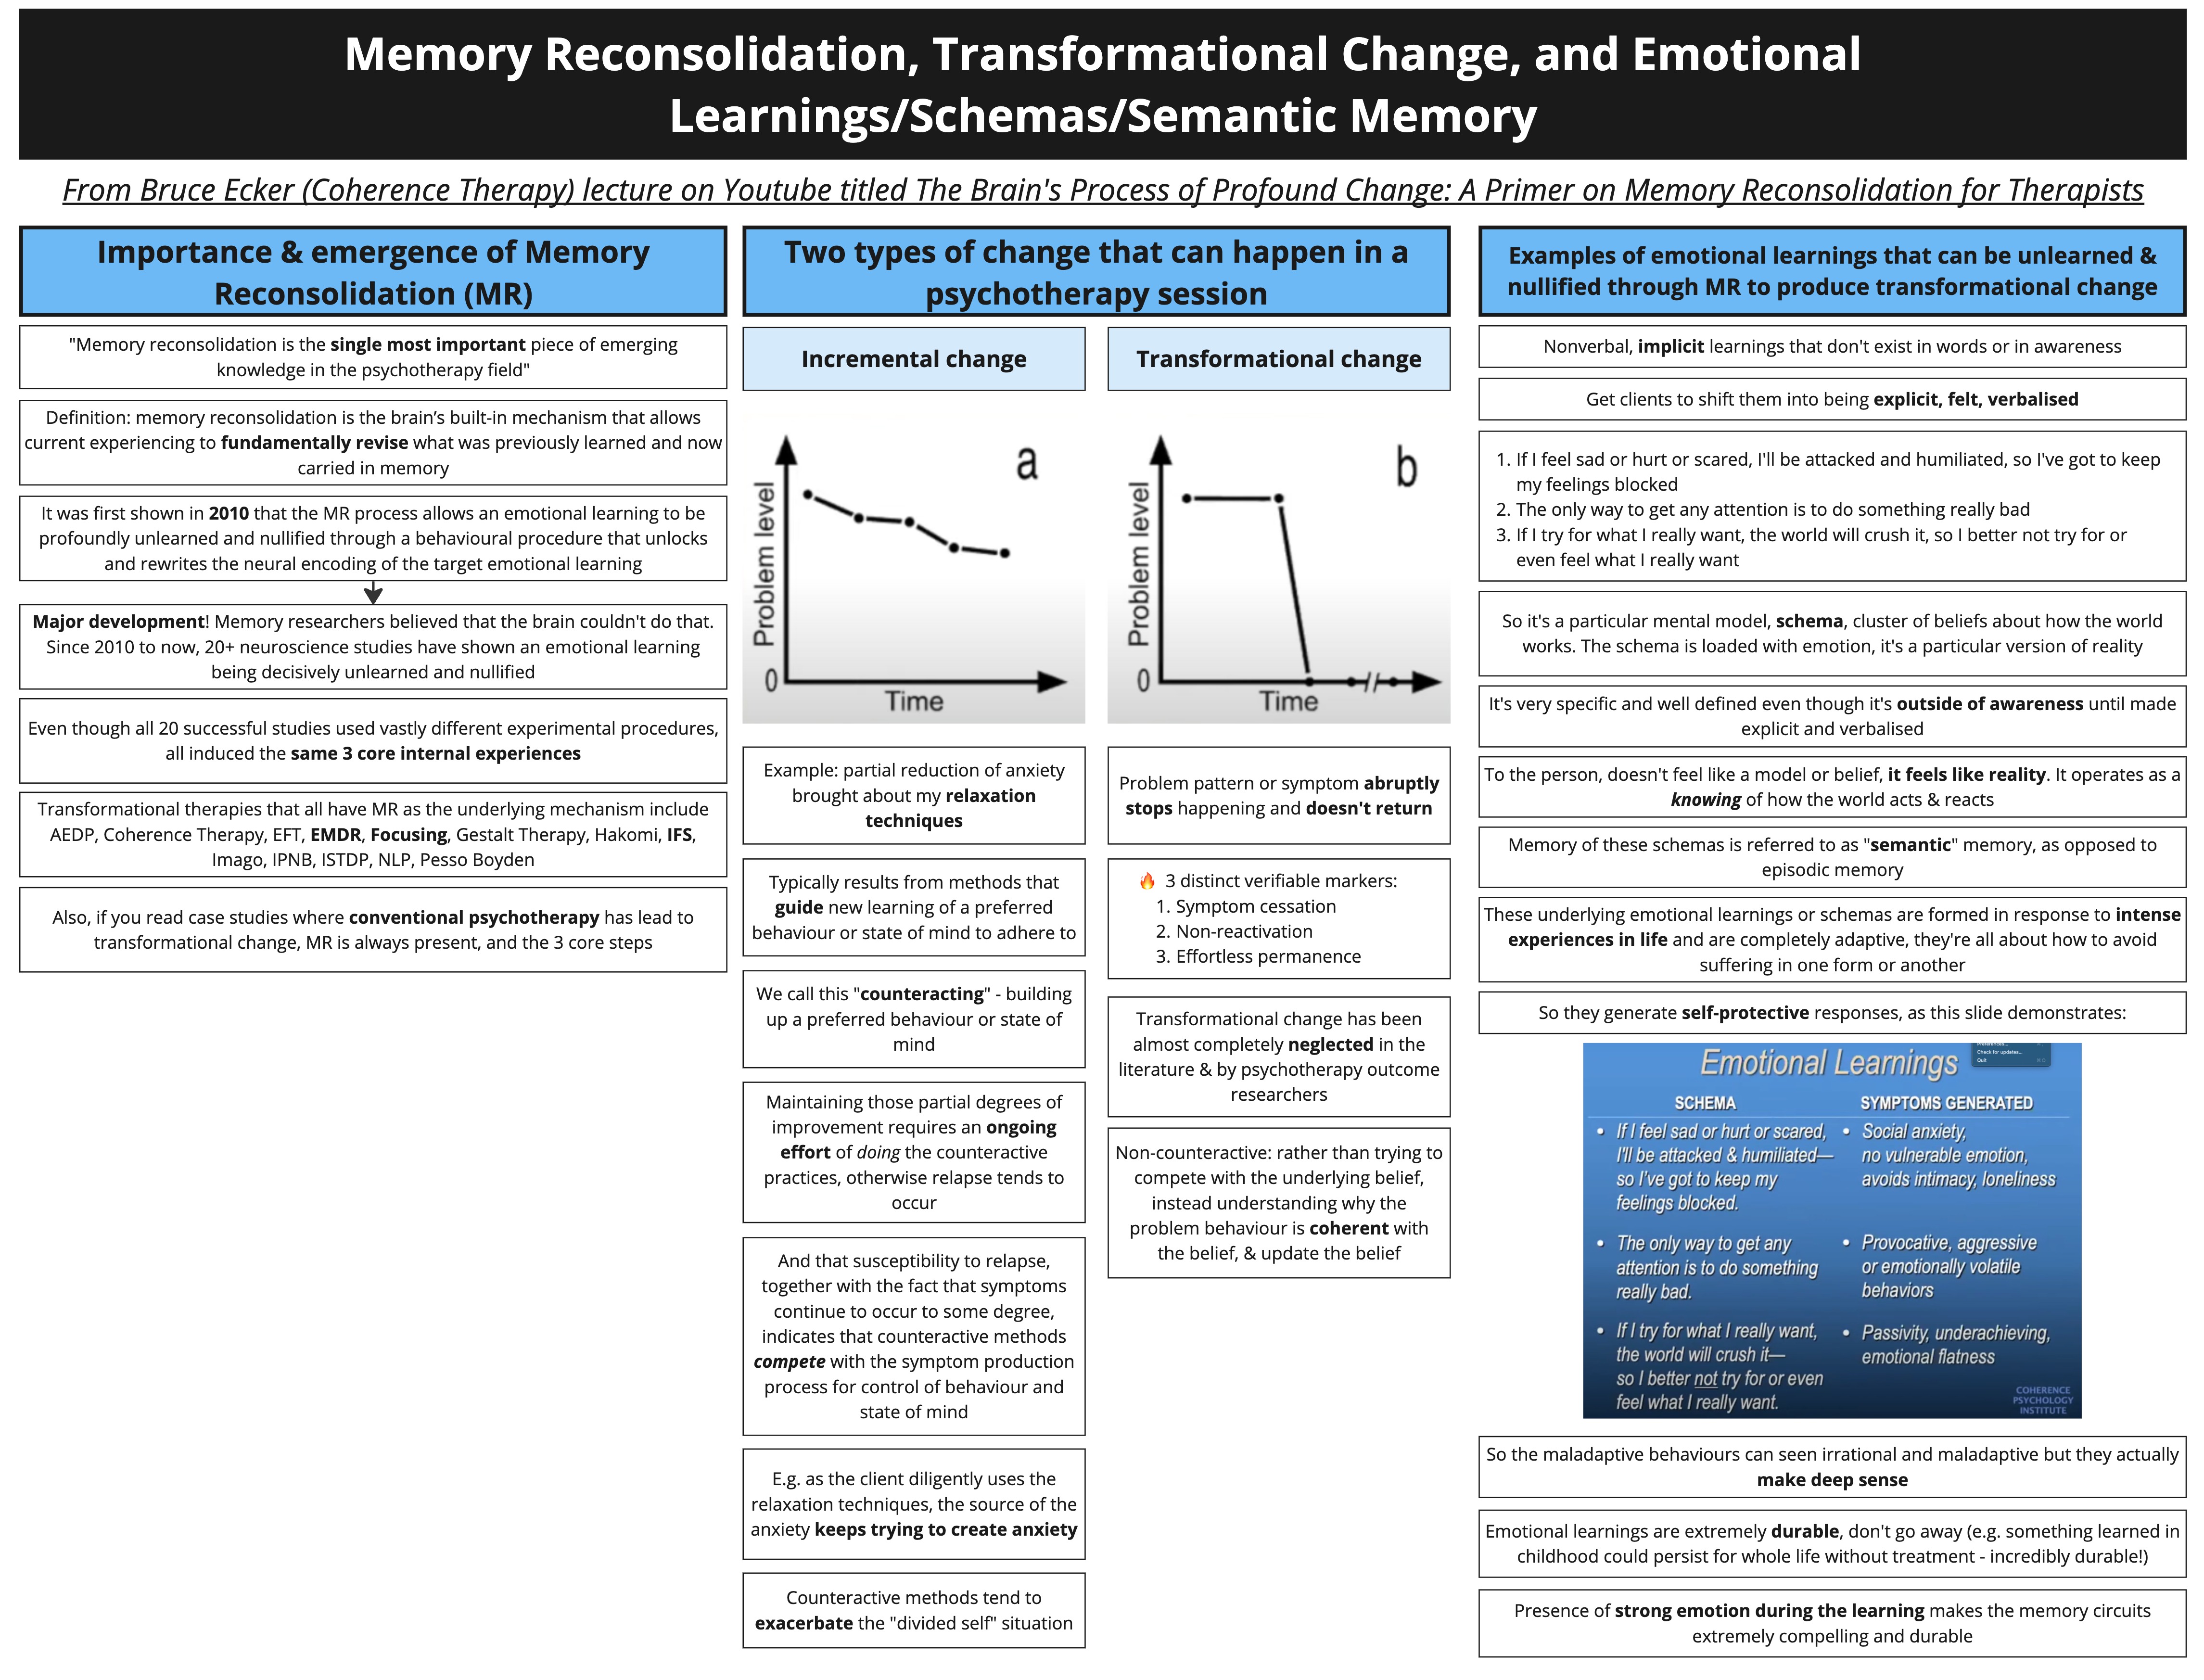 Memory Reconsolidation, Transformational Change, and Emotional
Learnings/Schemas/Semantic Memory
From Bruce Ecker (Coherence Therapy) lecture on Youtube titled The Brain's Process of Profound Change: A Primer on Memory Reconsolidation for Therapists
Importance & emergence of Memory
Reconsolidation (MR)
"Memory reconsolidation is the single most important piece of emerging
knowledge in the psychotherapy field"
Definition: memory reconsolidation is the brain's built-in mechanism that allows
current experiencing to fundamentally revise what was previously learned and now
carried in memory
It was first shown in 2010 that the MR process allows an emotional learning to be
profoundly unlearned and nullified through a behavioural procedure that unlocks
and rewrites the neural encoding of the target emotional learning
Major development! Memory researchers believed that the brain couldn't do that.
Since 2010 to now, 20+ neuroscience studies have shown an emotional learning
being decisively unlearned and nullified
Even though all 20 successful studies used vastly different experimental procedures,
all induced the same 3 core internal experiences
Transformational therapies that all have MR as the underlying mechanism include
AEDP, Coherence Therapy, EFT, EMDR, Focusing, Gestalt Therapy, Hakomi, IFS,
Imago, IPNB, ISTDP, NLP, Pesso Boyden
Also, if you read case studies where conventional psychotherapy has lead to
transformational change, MR is always present, and the 3 core steps
Two types of change that can happen in a
psychotherapy session
Incremental change
a
Problem level
0
Time
Example: partial reduction of anxiety
brought about my relaxation
techniques
Typically results from methods that
guide new learning of a preferred
behaviour or state of mind to adhere to
We call this "counteracting" - building
up a preferred behaviour or state of
mind
Maintaining those partial degrees of
improvement requires an ongoing
effort of doing the counteractive
practices, otherwise relapse tends to
occur
And that susceptibility to relapse,
together with the fact that symptoms
continue to occur to some degree,
indicates that counteractive methods
compete with the symptom production
process for control of behaviour and
state of mind
E.g. as the client diligently uses the
relaxation techniques, the source of the
anxiety keeps trying to create anxiety
Counteractive methods tend to
exacerbate the "divided self" situation
Transformational change
b
Problem level
0
Time
Problem pattern or symptom abruptly
stops happening and doesn't return
🔥 3 distinct verifiable markers:
1. Symptom cessation
2. Non-reactivation
3. Effortless permanence
Transformational change has been
almost completely neglected in the
literature & by psychotherapy outcome
researchers
Non-counteractive: rather than trying to
compete with the underlying belief,
instead understanding why the
problem behaviour is coherent with
the belief, & update the belief
Examples of emotional learnings that can be unlearned &
nullified through MR to produce transformational change
Nonverbal, implicit learnings that don't exist in words or in awareness
Get clients to shift them into being explicit, felt, verbalised
1. If I feel sad or hurt or scared, I'll be attacked and humiliated, so I've got to keep
my feelings blocked
2. The only way to get any attention is to do something really bad
3. If I try for what I really want, the world will crush it, so I better not try for or
even feel what I really want
So it's a particular mental model, schema, cluster of beliefs about how the world
works. The schema is loaded with emotion, it's a particular version of reality
It's very specific and well defined even though it's outside of awareness until made
explicit and verbalised
To the person, doesn't feel like a model or belief, it feels like reality. It operates as a
knowing of how the world acts & reacts
Memory of these schemas is referred to as "semantic" memory, as opposed to
episodic memory
These underlying emotional learnings or schemas are formed in response to intense
experiences in life and are completely adaptive, they're all about how to avoid
suffering in one form or another
So they generate self-protective responses, as this slide demonstrates:
Preferences...
Check for updates...
Quit
Emotional Learnings
SCHEMA
• If I feel sad or hurt or scared,
I'll be attacked & humiliated—
so I've got to keep my
feelings blocked.
• The only way to get any
attention is to do something
really bad.
• If I try for what I really want,
the world will crush it—
so I better not try for or even
feel what I really want.
SYMPTOMS GENERATED
• Social anxiety,
no vulnerable emotion,
avoids intimacy, loneliness
• Provocative, aggressive
or emotionally volatile
behaviors
• Passivity, underachieving,
emotional flatness
COHERENCE
PSYCHOLOGY
INSTITUTE
So the maladaptive behaviours can seen irrational and maladaptive but they actually
make deep sense
Emotional learnings are extremely durable, don't go away (e.g. something learned in
childhood could persist for whole life without treatment - incredibly durable!)
Presence of strong emotion during the learning makes the memory circuits
extremely compelling and durable